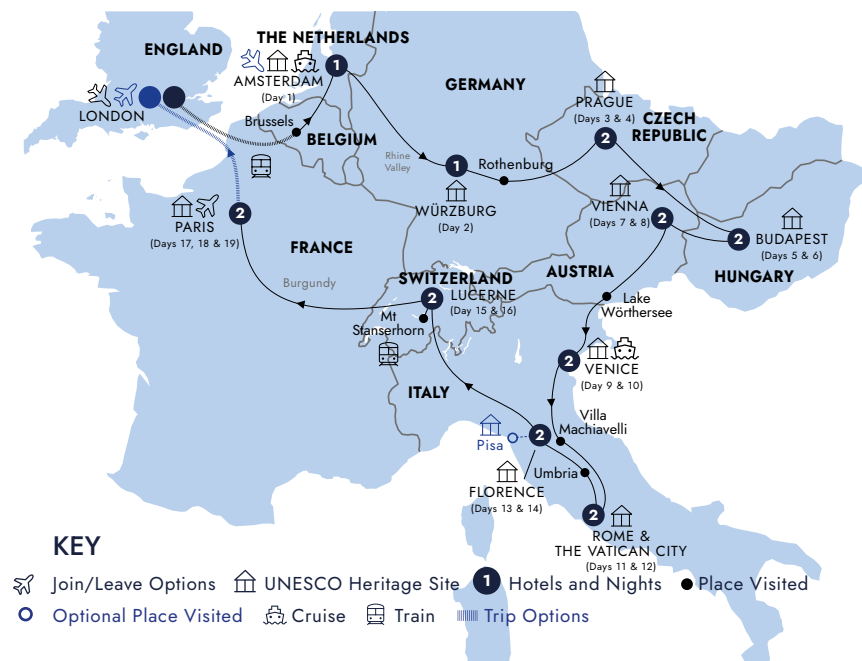 ENGLAND
THE NETHERLANDS
1
AMSTERDAM
(Day 1)
GERMANY
LONDON
Brussels
BELGIUM
PRAGUE
(Days 3 & 4)
CZECH
REPUBLIC
2
Rhine
Valley
1
Rothenburg
WÜRZBURG
(Day 2)
VIENNA
(Days 7 & 8)
2
2
BUDAPEST
(Days 5 & 6)
HUNGARY
PARIS
(Days 17, 18 & 19)
2
FRANCE
Burgundy
SWITZERLAND
2
LUCERNE
(Day 15 & 16)
Mt
Stanserhorn
AUSTRIA
Lake
Wörthersee
2
VENICE
(Day 9 & 10)
ITALY
Villa
Machiavelli
Pisa
2
FLORENCE
(Days 13 & 14)
Umbria
2
ROME &
THE VATICAN CITY
(Days 11 & 12)
KEY
Join/Leave Options
UNESCO Heritage Site
1
Hotels and Nights
Place Visited
Optional Place Visited
Cruise
Train
Trip Options